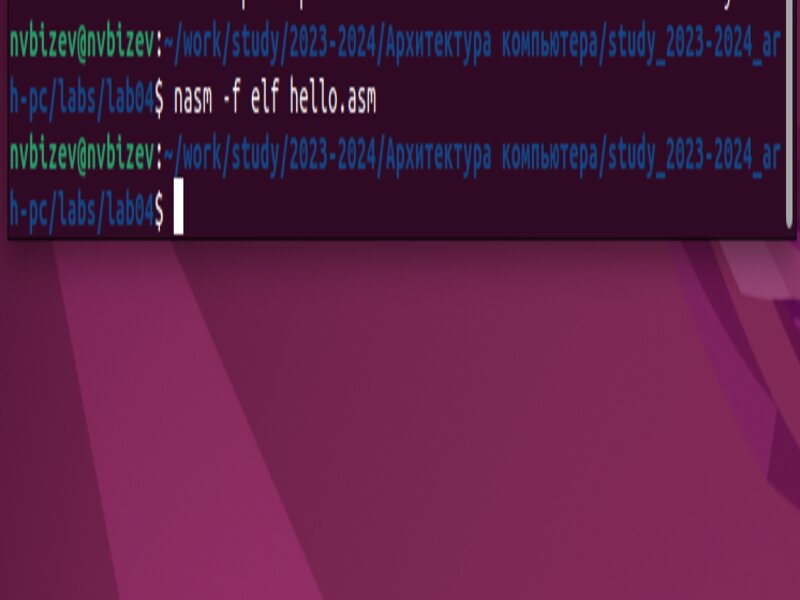 nvbizev@nvbizev:~/work/study/2023-2024/Архитектура компьютера/study_2023-2024_ar
h-pc/labs/lab04$ nasm -f elf hello.asm
nvbizev@nvbizev:~/work/study/2023-2024/Архитектура компьютера/study_2023-2024_ar
h-pc/labs/lab04$